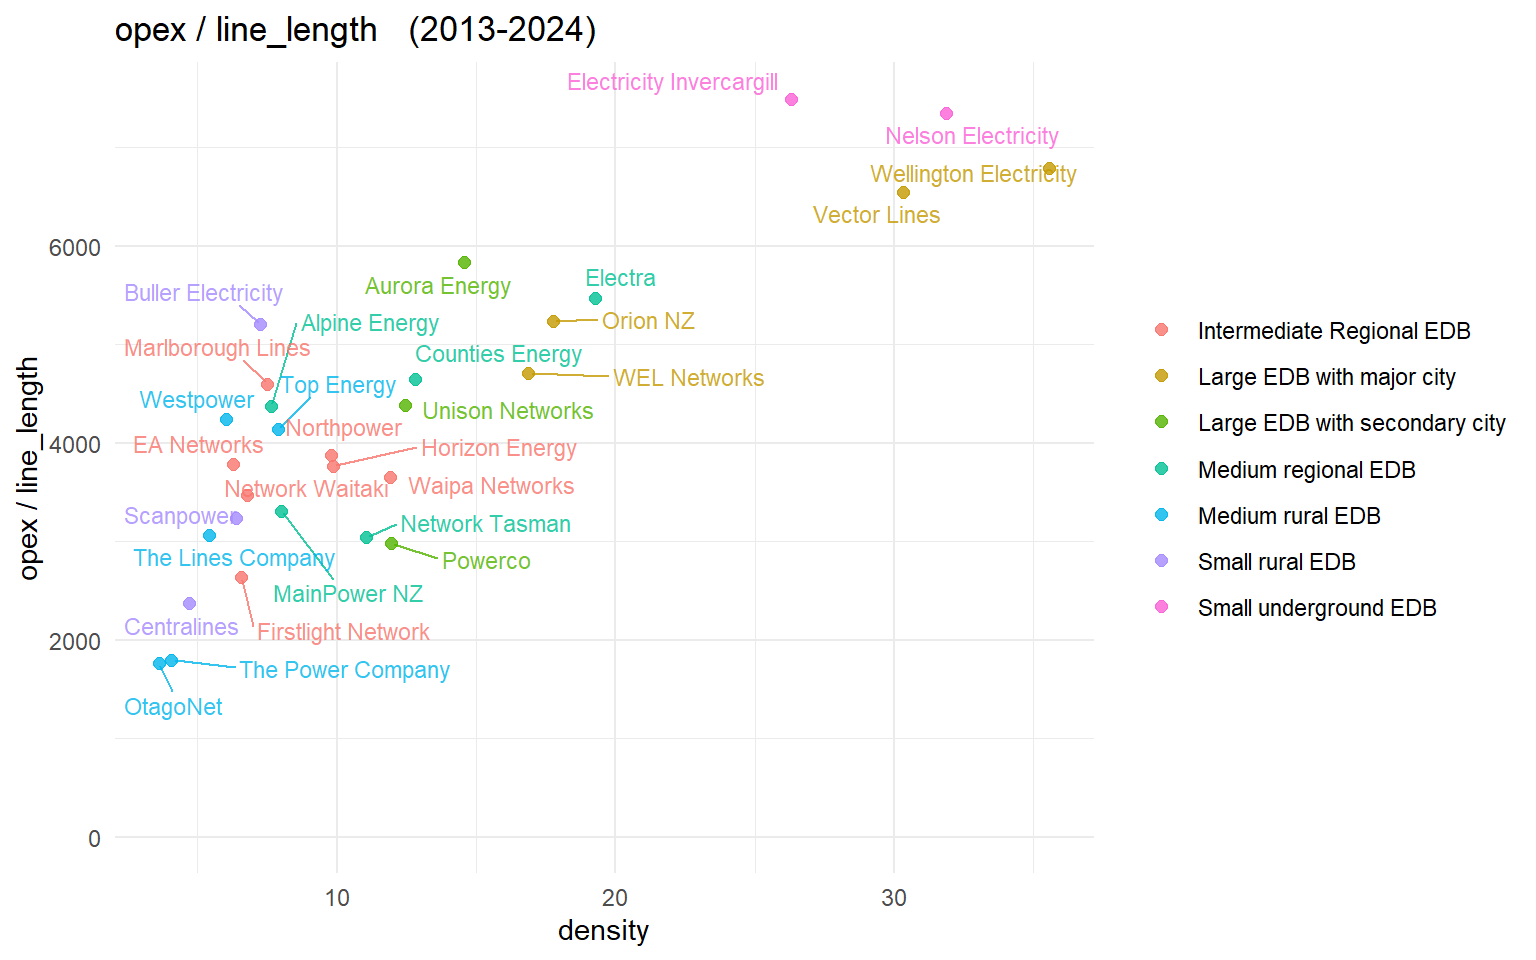 opex / line_length (2013-2024)
Electricity Invercargill
Nelson Electricity
Wellington Electricity
Vector Lines
6000
Aurora Energy
Electra
Buller Electricity
Alpine Energy
Orion NZ
Marlborough Lines
Counties Energy
Top Energy
WEL Networks
Westpower
Unison Networks
Northpower
4000
EA Networks
Horizon Energy
Network Waitaki
Waipa Networks
Scanpower
Network Tasman
The Lines Company
Powerco
MainPower NZ
Centralines
Firstlight Network
2000
The Power Company
OtagoNet
0
10
20
30
density
opex / line_length
Intermediate Regional EDB
Large EDB with major city
Large EDB with secondary city
Medium regional EDB
Medium rural EDB
Small rural EDB
Small underground EDB